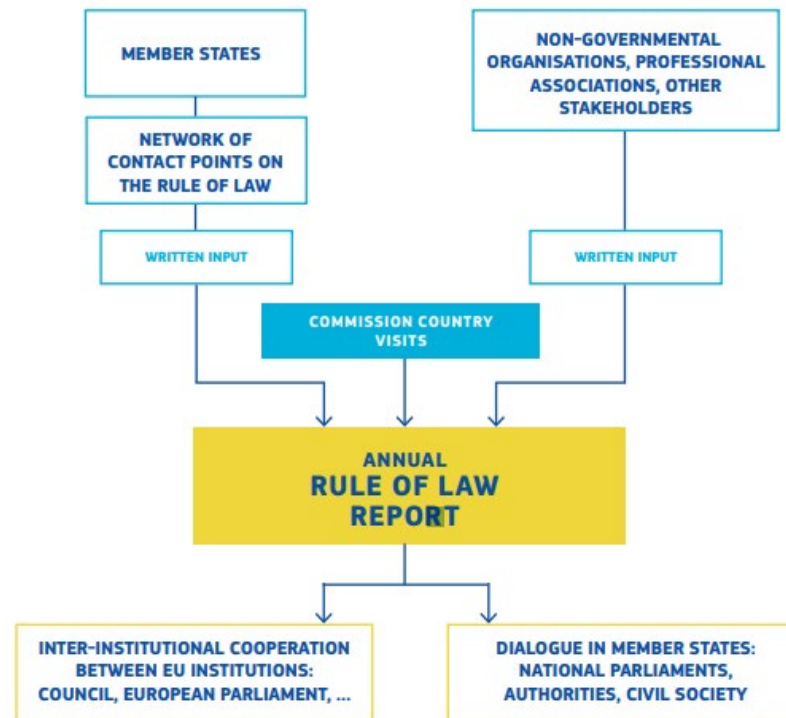 MEMBER STATES
NON-GOVERNMENTAL
ORGANISATIONS, PROFESSIONAL
ASSOCIATIONS, OTHER
STAKEHOLDERS
NETWORK OF
CONTACT POINTS ON
THE RULE OF LAW
WRITTEN INPUT
WRITTEN INPUT
COMMISSION COUNTRY
VISITS
ANNUAL
RULE OF LAW
REPORT
INTER-INSTITUTIONAL COOPERATION
BETWEEN EU INSTITUTIONS:
COUNCIL, EUROPEAN PARLIAMENT, ...
DIALOGUE IN MEMBER STATES:
NATIONAL PARLIAMENTS,
AUTHORITIES, CIVIL SOCIETY